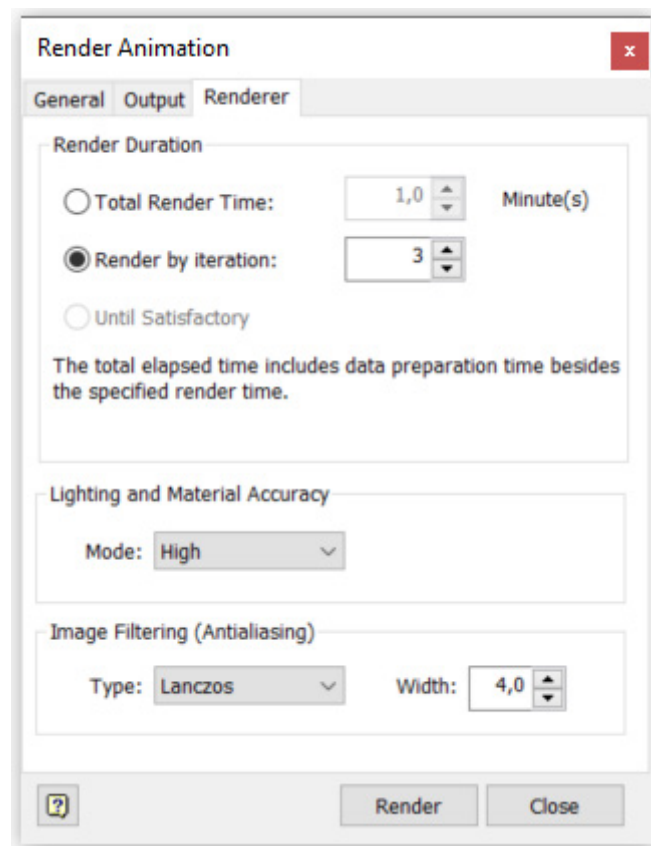 Render Animation
x
General Output Renderer
Render Duration
Total Render Time: 1,0 Minute(s)
Render by iteration: 3
Until Satisfactory
The total elapsed time includes data preparation time besides
the specified render time.
Lighting and Material Accuracy
Mode: High
Image Filtering (Antialiasing)
Type: Lanczos Width: 4,0
? Render Close